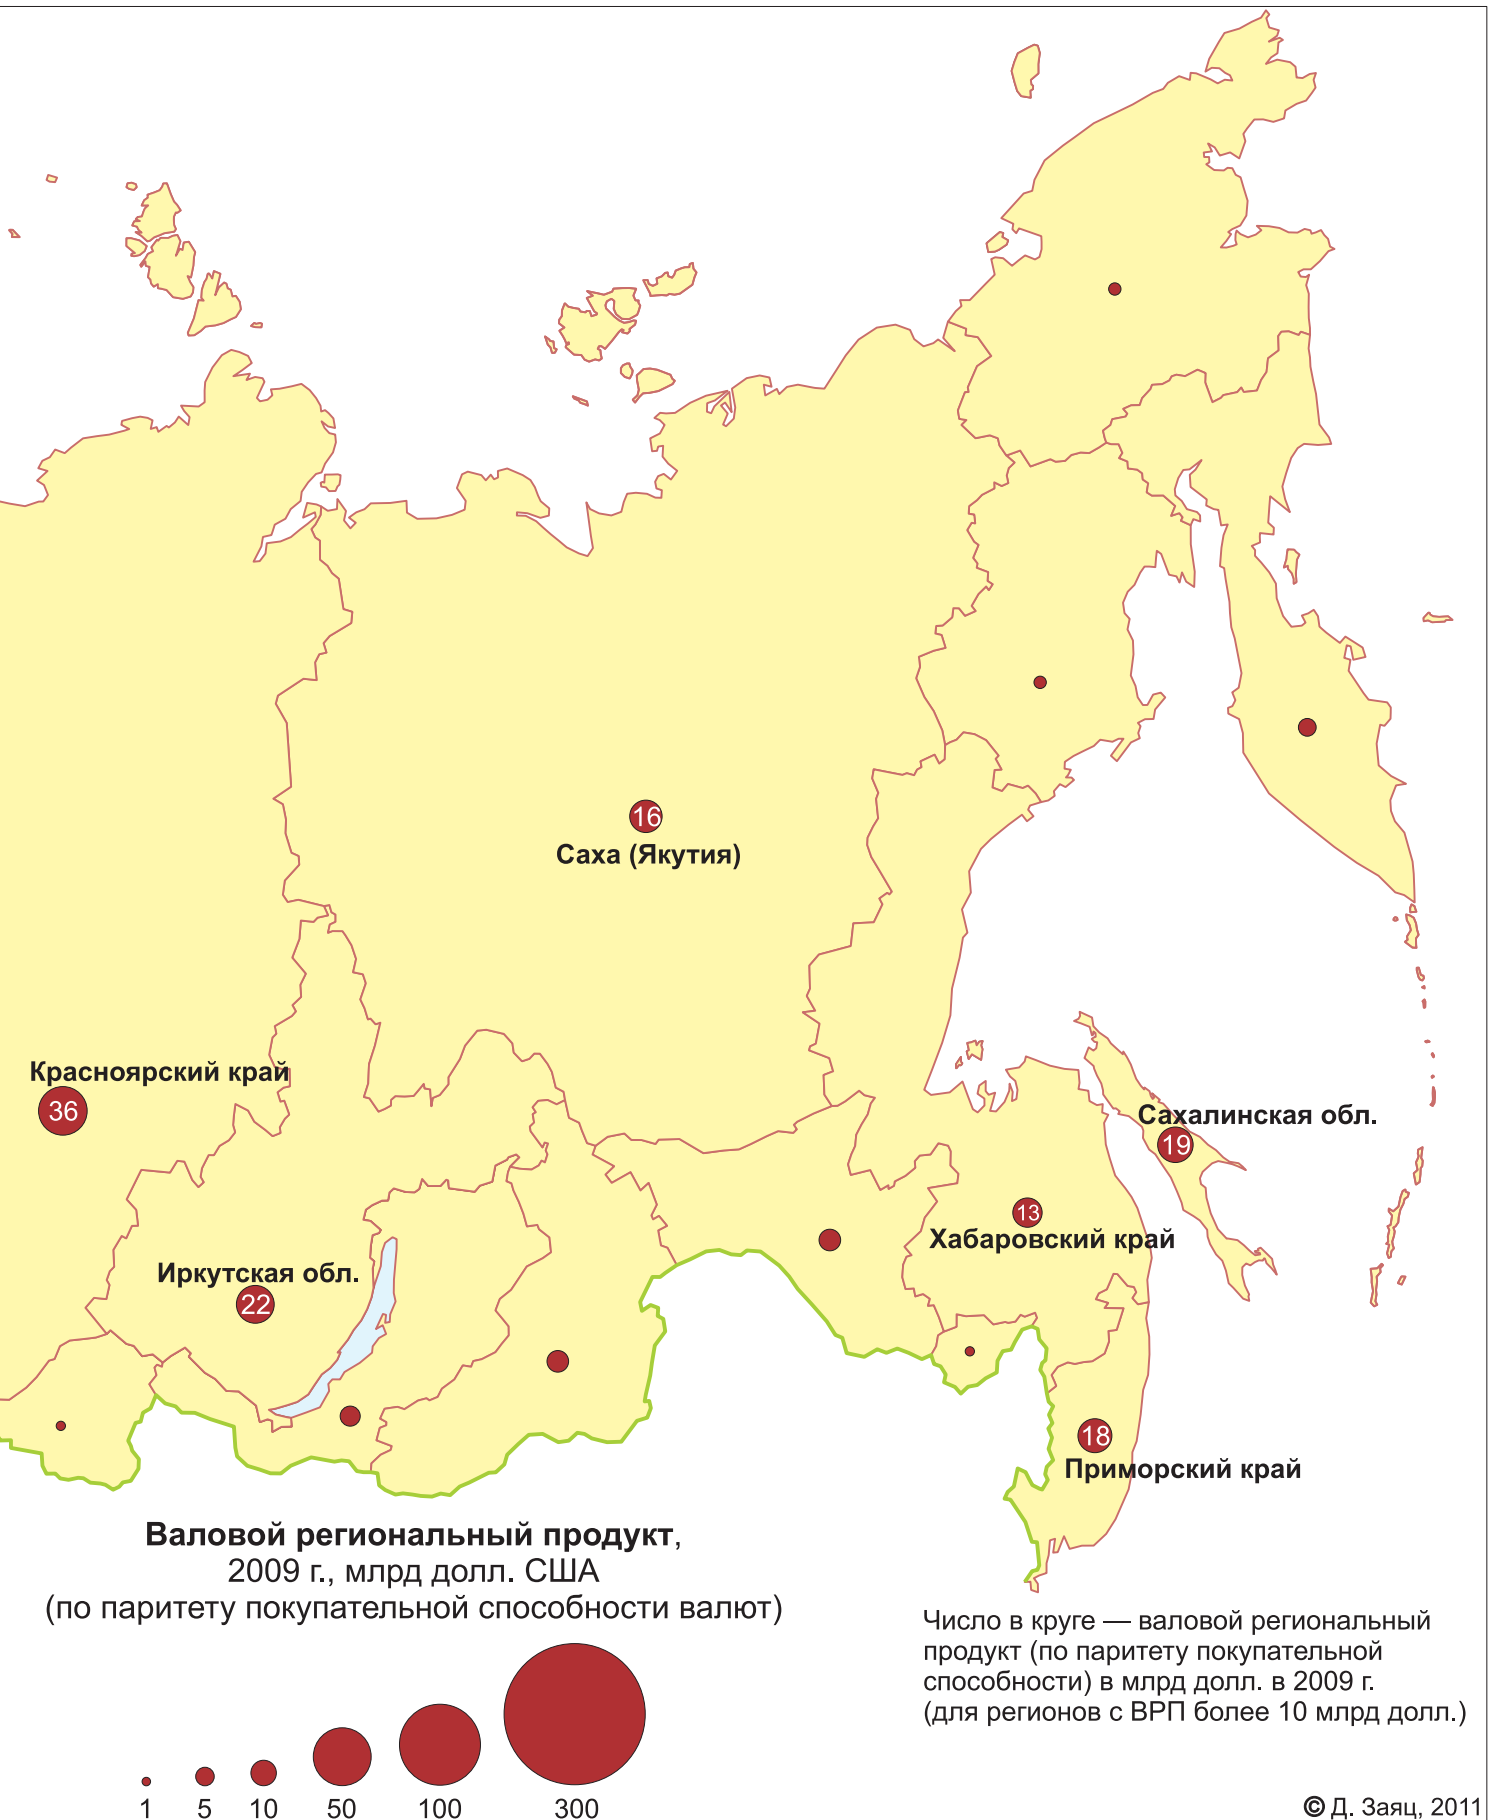 16
Саха (Якутия)
Красноярский край
36
Сахалинская обл.
19
13
Хабаровский край
Иркутская обл.
22
18
Приморский край
Валовой региональный продукт,
2009 г., млрд долл. США
(по паритету покупательной способности валют)
Число в круге — валовой региональный
продукт (по паритету покупательной
способности) в млрд долл. в 2009 г.
(для регионов с ВРП более 10 млрд долл.)
1 5 10 50 100 300
© Д. Заяц, 2011